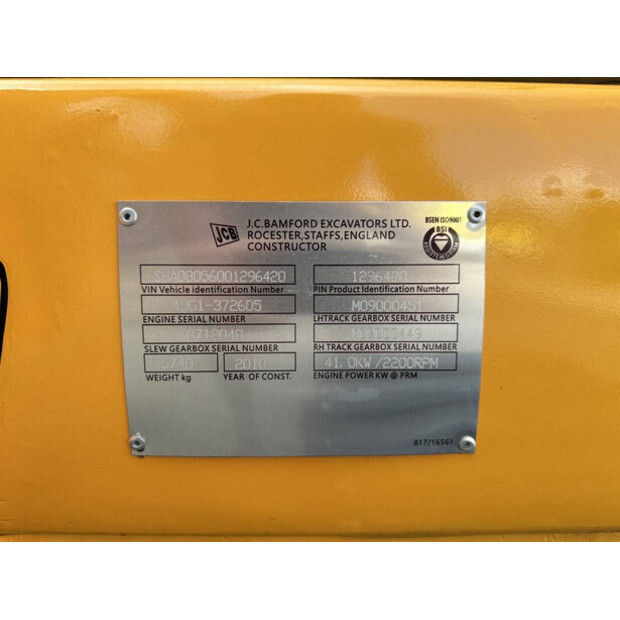 JCB
J.C.BAMFORD EXCAVATORS LTD.
ROCESTER,STAFFS,ENGLAND
CONSTRUCTOR
BSEN ISO9001
BSI
SHA08056001296420
1296420
VIN Vehicle identification Number
PIN Product Identification Number
4JG1-372605
MO9000451
ENGINE SERIAL NUMBER
LHTRACK GEARBOX SERIAL NUMBER
SLEW GEARBOX SERIAL NUMBER
RH TRACK GEARBOX SERIAL NUMBER
2010
41.0KW/2200RPM
WEIGHT kg
YEAR OF CONST.
ENGINE POWER KW @ PRM
817/16561